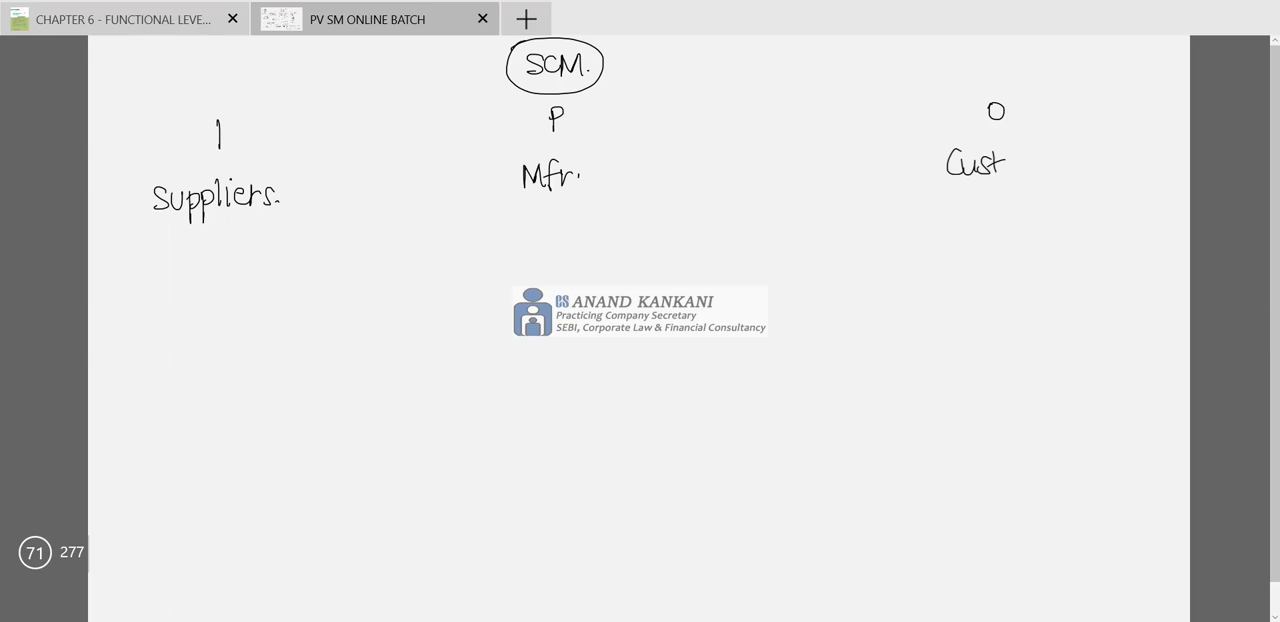 CHAPTER 6 - FUNCTIONAL LEVE...
PV SM ONLINE BATCH
SCM.
I P O
Suppliers. Mfr. Cust
CS ANAND KANKANI
Practicing Company Secretary
SEBI, Corporate Law & Financial Consultancy
71 277